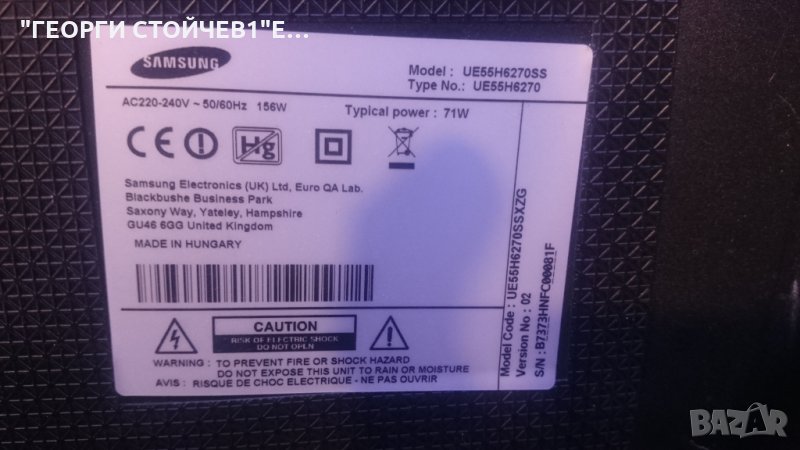 "ГЕОРГИ СТОЙЧЕВ1"Е...
SAMSUNG
Model : UE55H6270SS
Type No.: UE55H6270
AC220-240V ~ 50/60Hz 156W
Typical power : 71W
CE
Hg
Samsung Electronics (UK) Ltd, Euro QA Lab.
Blackbushe Business Park
Saxony Way, Yateley, Hampshire
GU46 6GG United Kingdom
MADE IN HUNGARY
CAUTION
RISK OF ELECTRIC SHOCK
DO NOT OPEN
WARNING : TO PREVENT FIRE OR SHOCK HAZARD
DO NOT EXPOSE THIS UNIT TO RAIN OR MOISTURE
AVIS : RISQUE DE CHOC ELECTRIQUE - NE PAS OUVRIR
Model Code : UE55H6270SSXZG
Version No : 02
S/N : B7373HNFC00081F
BAZAR